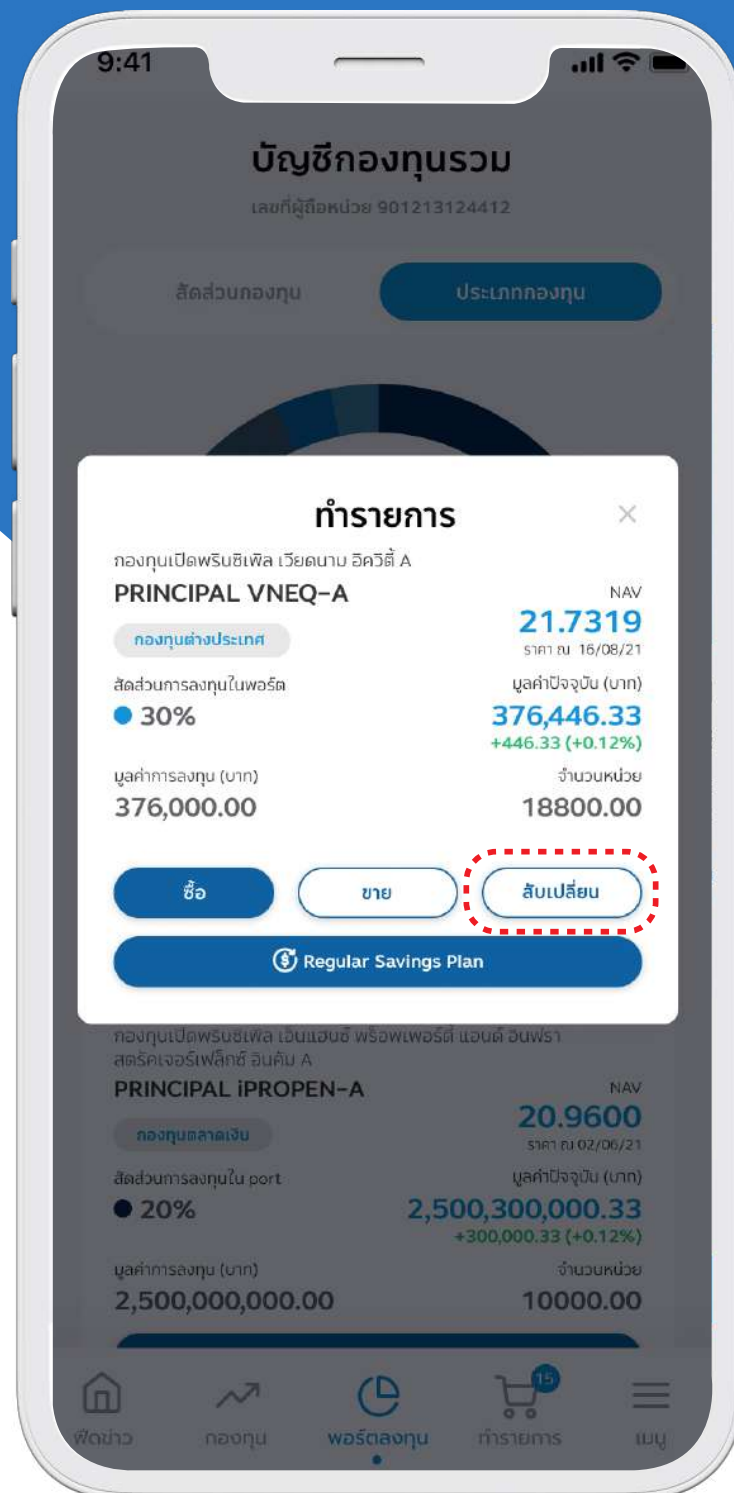 9:41
บัญชีกองทุนรวม
เลขที่ผู้ถือหน่วย 901213124412
สัดส่วนกองทุน
ประเภทกองทุน
ทำรายการ
กองทุนเปิดพรินซิเพิล เวียดนาม อิควิตี้ A
PRINCIPAL VNEQ-A
NAV
21.7319
กองทุนต่างประเทศ
ราคา ณ 16/08/21
สัดส่วนการลงทุนในพอร์ต
มูลค่าปัจจุบัน (บาท)
30%
376,446.33
+446.33 (+0.12%)
มูลค่าการลงทุน (บาท)
จำนวนหน่วย
376,000.00
18800.00
ซื้อ
ขาย
สับเปลี่ยน
Regular Savings Plan
กองทุนเปิดพรินซิเพิล เอ็นแฮนซ์ พร็อพเพอร์ตี้ แอนด์ อินฟรา
สตรัคเจอร์เฟล็กซ์ อินคัม A
PRINCIPAL iPROPEN-A
NAV
20.9600
กองทุนตลาดเงิน
ราคา ณ 02/06/21
สัดส่วนการลงทุนใน port
มูลค่าปัจจุบัน (บาท)
20%
2,500,300,000.33
+300,000.33 (+0.12%)
มูลค่าการลงทุน (บาท)
จำนวนหน่วย
2,500,000,000.00
10000.00
15
ฟีดข่าว
กองทุน
พอร์ตลงทุน
ทำรายการ
เมนู